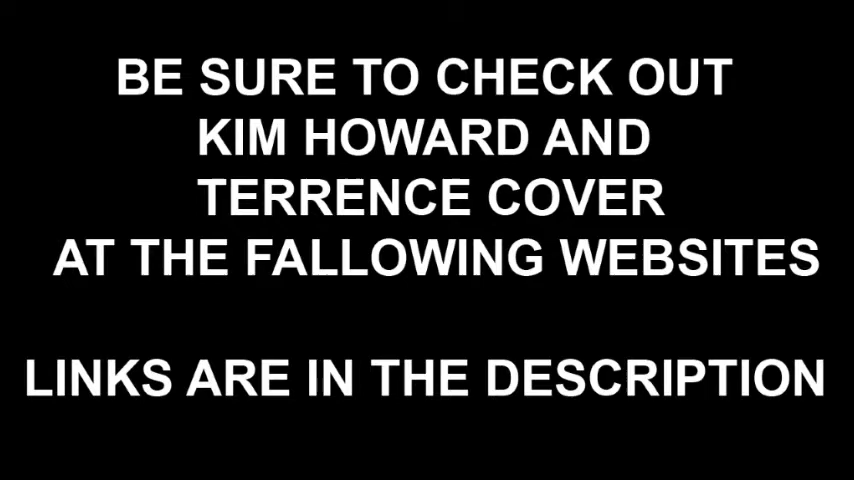 BE SURE TO CHECK OUT
KIM HOWARD AND
TERRENCE COVER
AT THE FALLOWING WEBSITES
LINKS ARE IN THE DESCRIPTION